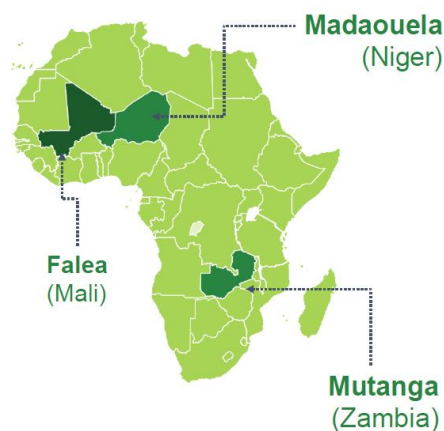 Madaouela
(Niger)
Falea
(Mali)
Mutanga
(Zambia)